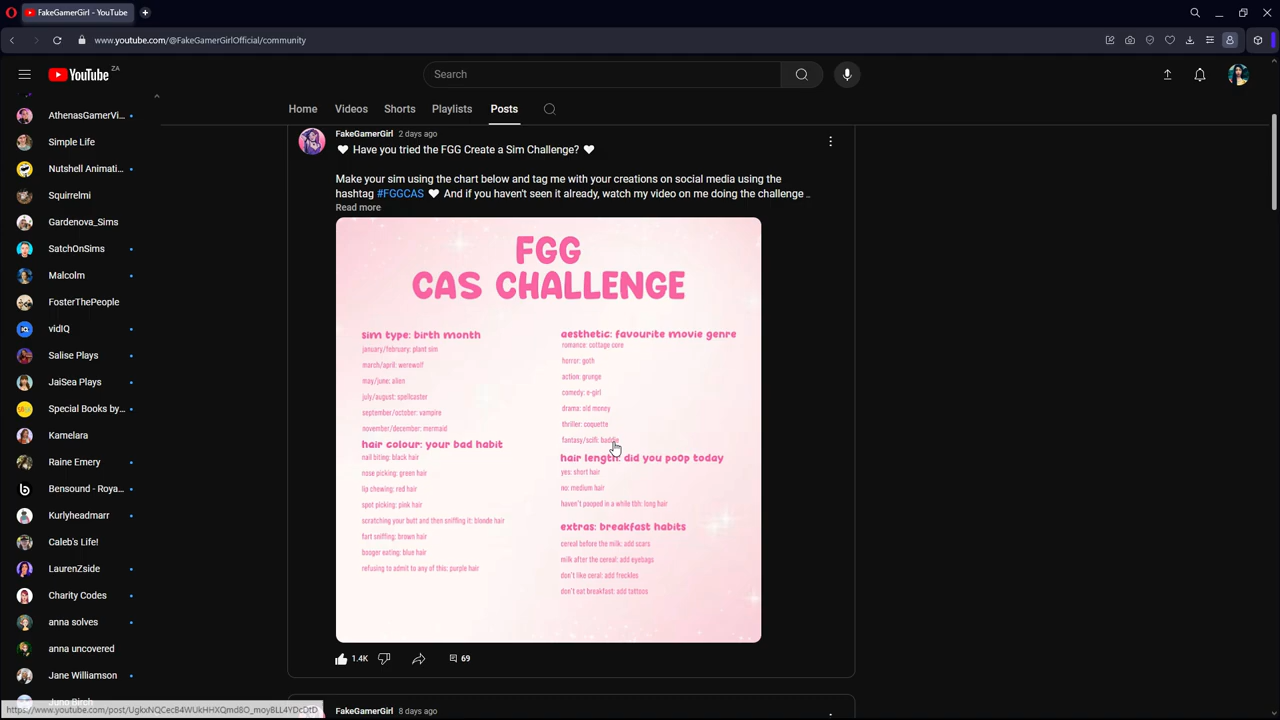 FakeGamerGirl - YouTube
www.youtube.com/@FakeGamerGirlOfficial/community
YouTube ZA
Search
Home Videos Shorts Playlists Posts
AthenasGamerVi...
Simple Life
Nutshell Animati...
Squirrelmi
Gardenova_Sims
SatchOnSims
Malcolm
FosterThePeople
vidIQ
Salise Plays
JaiSea Plays
Special Books by...
Kamelara
Raine Emery
Bensound - Roya...
Kurlyheadmarr
Caleb's Life!
LaurenZside
Charity Codes
anna solves
anna uncovered
Jane Williamson
Juno Birch
https://www.youtube.com/post/
FakeGamerGirl 2 days ago
Have you tried the FGG Create a Sim Challenge?
Make your sim using the chart below and tag me with your creations on social media using the
hashtag #FGGCAS And if you haven't seen it already, watch my video on me doing the challenge ..
Read more
FGG
CAS CHALLENGE
sim type: birth month
january/february: plant sim
march/april: werewolf
may/june: alien
july/august: spellcaster
september/october: vampire
november/december: mermaid
hair colour: your bad habit
nail biting: black hair
nose picking: green hair
lip chewing: red hair
spot picking: pink hair
scratching your butt and then sniffing it: blonde hair
fart sniffing: brown hair
booger eating: blue hair
refusing to admit to any of this: purple hair
aesthetic: favourite movie genre
romance: cottage core
horror: goth
action: grunge
comedy: e-girl
drama: old money
thriller: coquette
fantasy/scifi: baddie
hair length: did you po0p today
yes: short hair
no: medium hair
haven't pooped in a while tbh: long hair
extras: breakfast habits
cereal before the milk: add scars
milk after the cereal: add eyebags
don't like ceral: add freckles
don't eat breakfast: add tattoos
1.4K 69
FakeGamerGirl 8 days ago